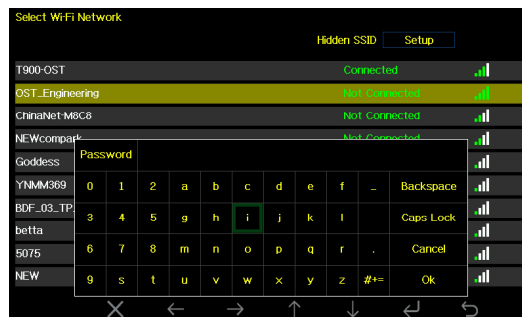 Select Wi-Fi Network
Hidden SSID Setup
T900-OST Connected
OST_Engineering Not Connected
ChinaNet-M8C8 Not Connected
NEWcompark Not Connected
Goddess
YNMM369
BDF_03_TP_
betta
5075
NEW
Password
0 1 2 a b c d e f _ Backspace
3 4 5 g h i j k l Caps Lock
6 7 8 m n o p q r . Cancel
9 s t u v w x y z #+= Ok